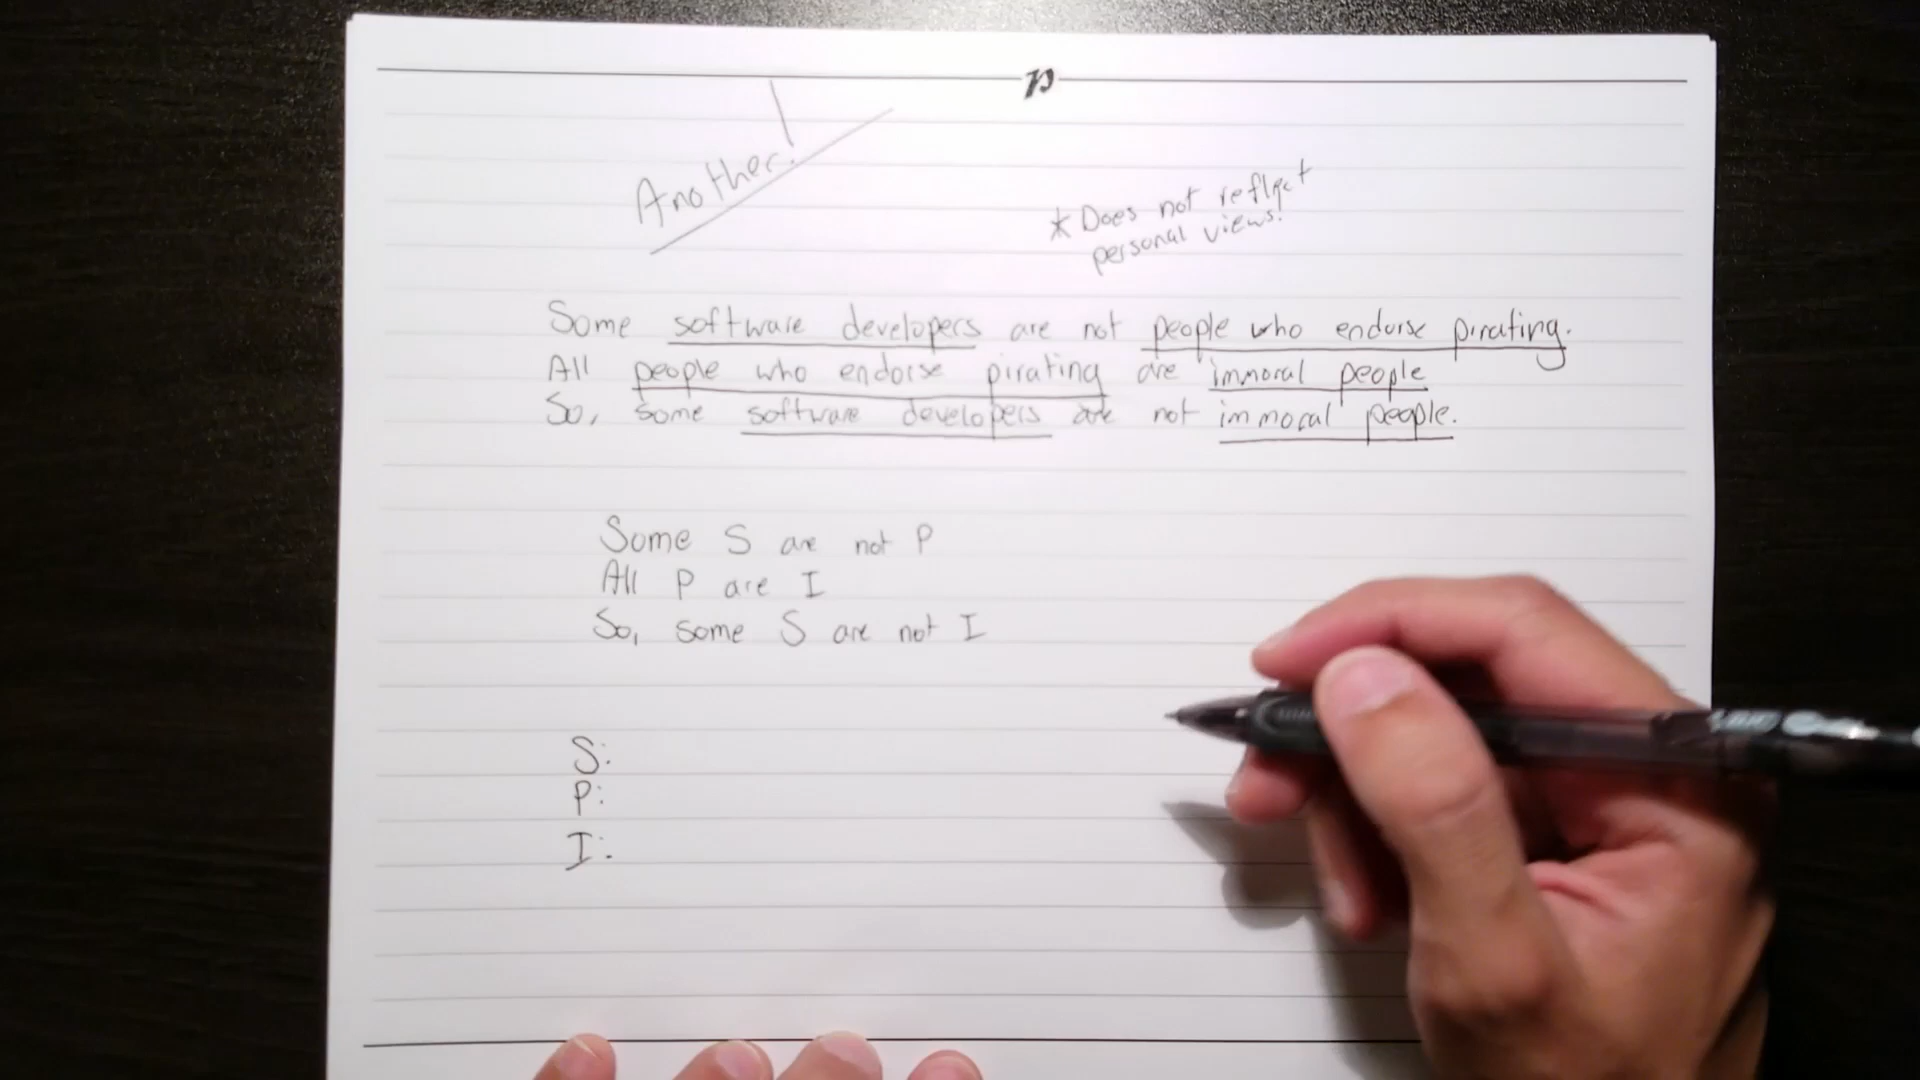 Another!
*Does not reflect
personal views.
Some software developers are not people who endorse pirating.
All people who endorse pirating are immoral people
So, some software developers are not immoral people.
Some S are not P
All P are I
So, some S are not I
S:
P:
I: